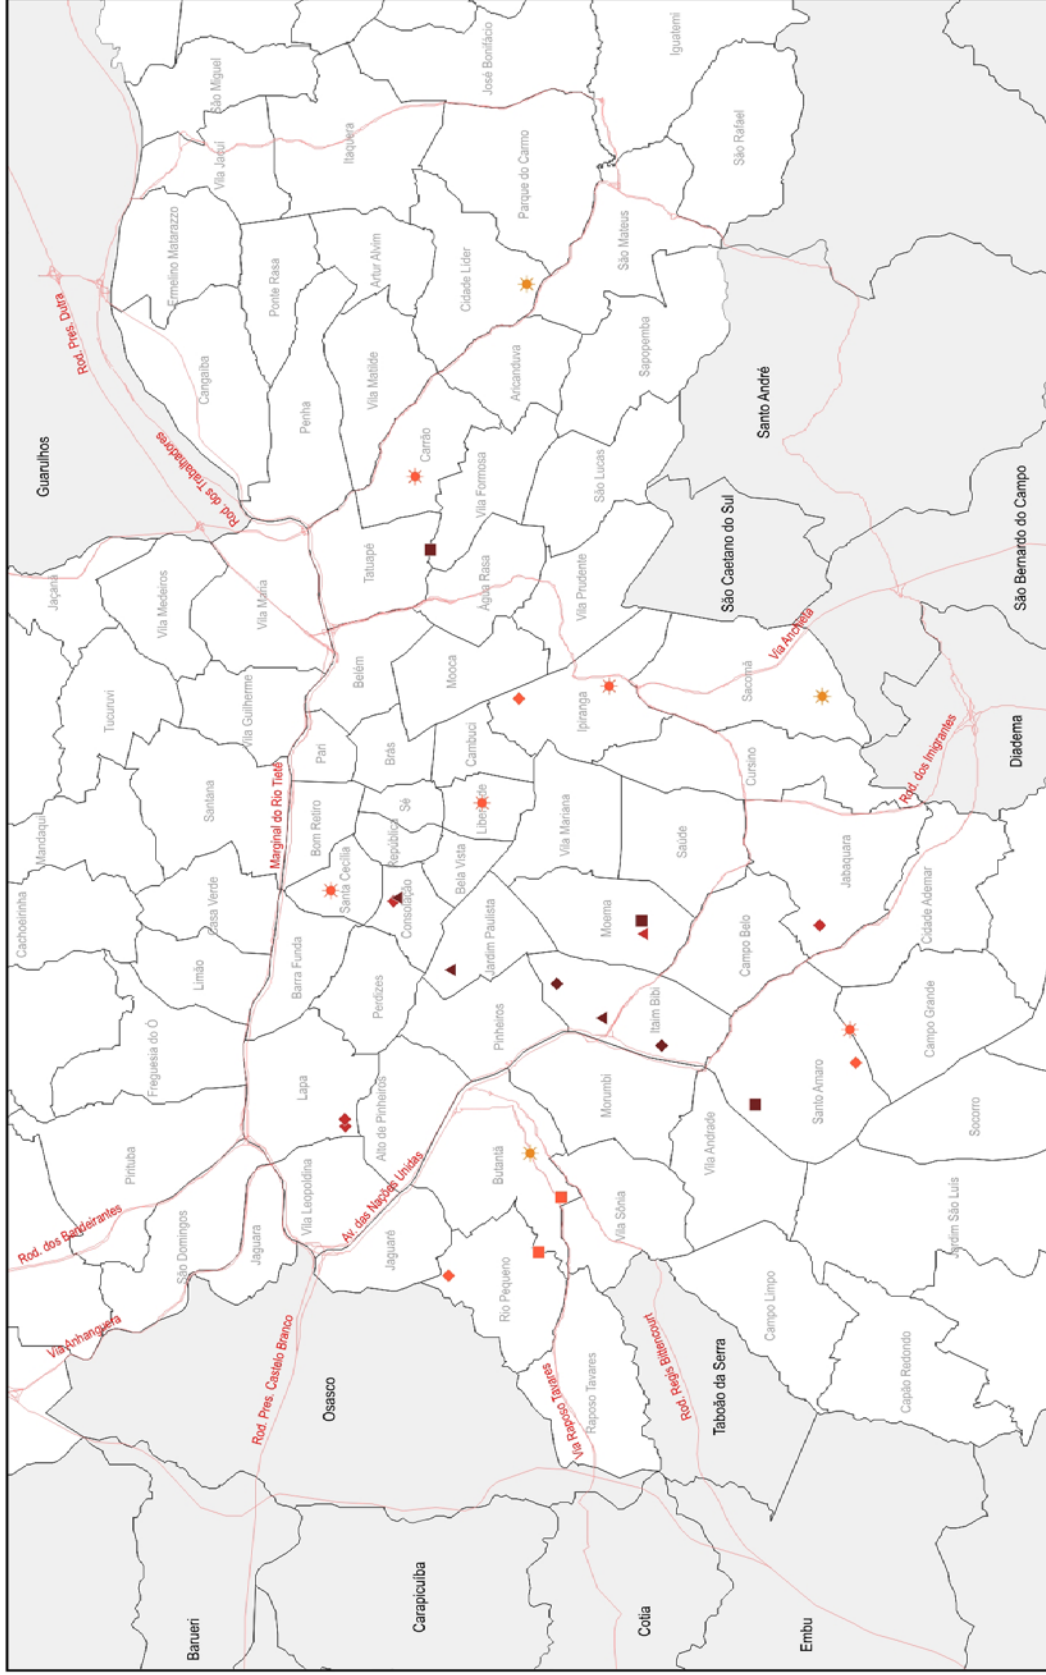 Guarulhos
Rod. Pres. Dutra
Rod. dos Trabalhadores
Jaçanã
Vila Medeiros
Vila Maria
Tucuruvi
Vila Guilherme
Mandaqui
Santana
Marginal do Rio Tietê
Cachoeirinha
Casa Verde
Limão
Freguesia do Ó
Pirituba
Rod. dos Bandeirantes
São Domingos
Jaguara
Via Anhanguera
São Miguel
Vila Jacuí
Itaquera
José Bonifácio
Iguatemi
São Rafael
Parque do Carmo
Ermelino Matarazzo
Ponte Rasa
Artur Alvim
Cidade Líder
São Mateus
Cangaíba
Penha
Vila Matilde
Aricanduva
Sapopemba
Carrão
Vila Formosa
São Lucas
Tatuapé
Água Rasa
Vila Prudente
Belém
Mooca
Pari
Brás
Cambuci
Ipiranga
Sacomã
Via Anchieta
Santo André
São Caetano do Sul
São Bernardo do Campo
Diadema
Rod. dos Imigrantes
Cursino
Bom Retiro
Sé
República
Liberdade
Santa Cecília
Consolação
Bela Vista
Vila Mariana
Saúde
Jabaquara
Cidade Ademar
Barra Funda
Perdizes
Jardim Paulista
Moema
Campo Belo
Pinheiros
Itaim Bibi
Campo Grande
Lapa
Alto de Pinheiros
Morumbi
Santo Amaro
Vila Andrade
Socorro
Vila Leopoldina
Av. das Nações Unidas
Butantã
Vila Sônia
Jardim São Luís
Jaguaré
Rio Pequeno
Campo Limpo
Capão Redondo
Raposo Tavares
Via Raposo Tavares
Rod. Regis Bittencourt
Taboão da Serra
Rod. Pres. Castelo Branco
Osasco
Barueri
Carapicuíba
Cotia
Embu